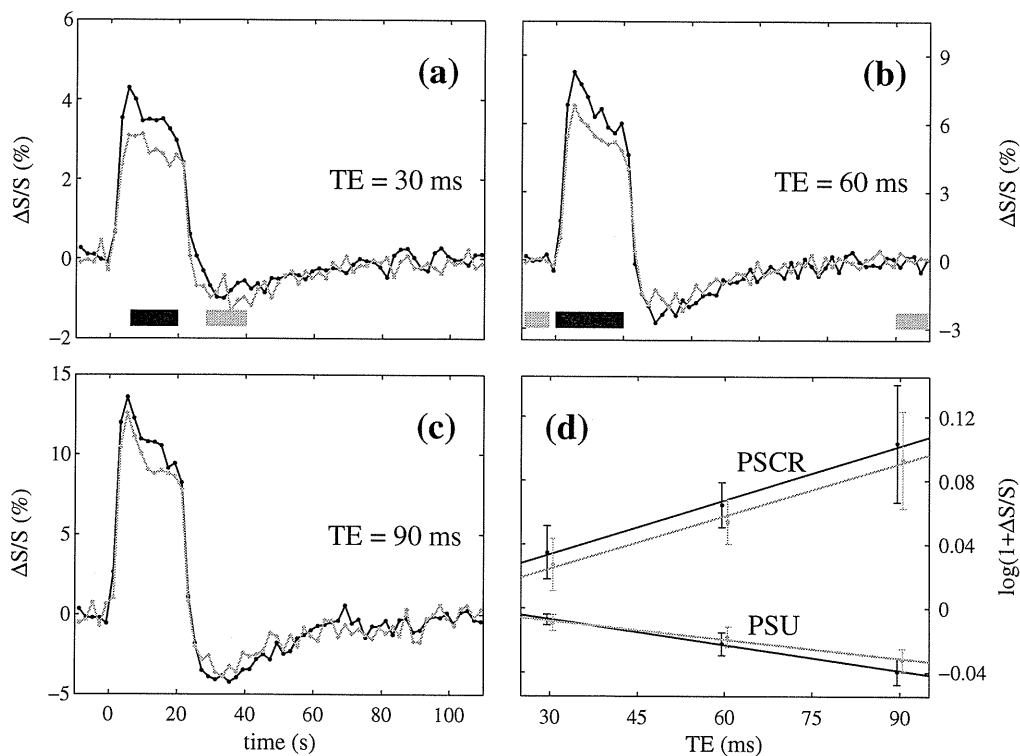 6
4
2
0
−2
ΔS/S (%)
(a)
TE = 30 ms
9
6
3
0
−3
ΔS/S (%)
(b)
TE = 60 ms
15
10
5
0
−5
ΔS/S (%)
(c)
TE = 90 ms
0
20
40
60
80
100
time (s)
(d)
PSCR
PSU
0.12
0.08
0.04
0
−0.04
log(1+ΔS/S)
30
45
60
75
90
TE (ms)